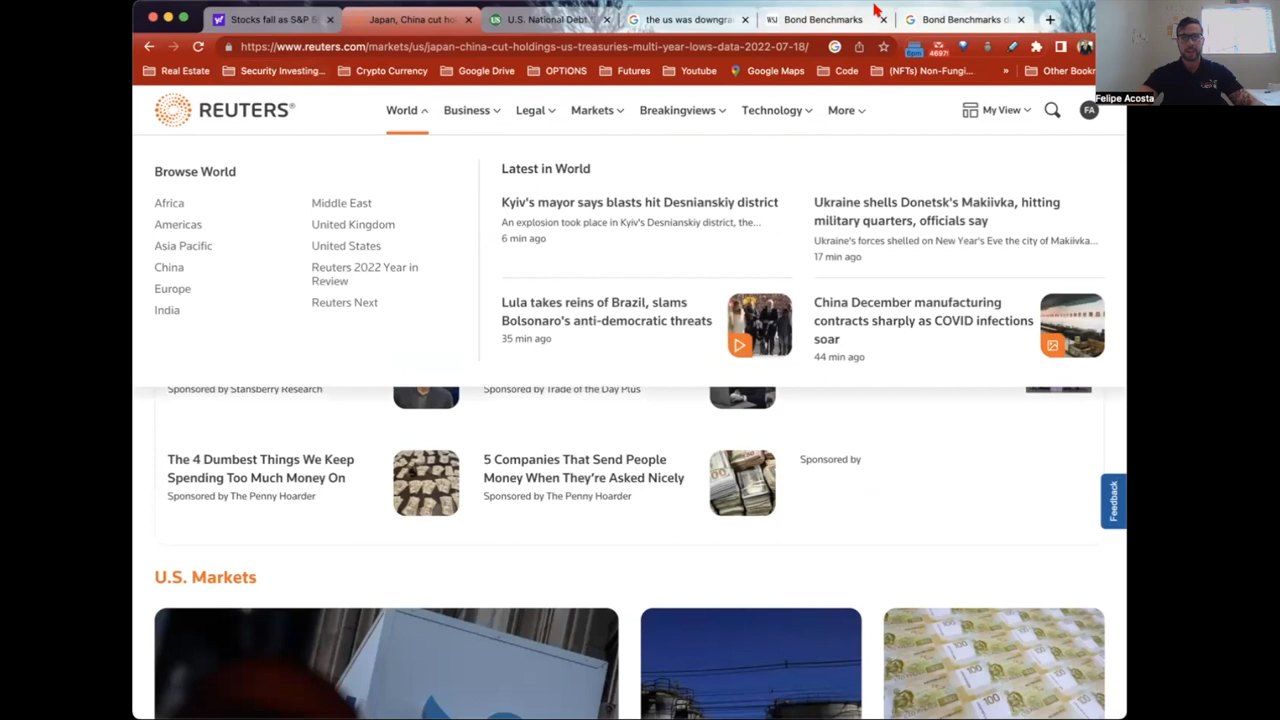 Stocks fall as S&P
Japan, China cut ho
U.S. National Debt
the us was downgra
WSJ Bond Benchmarks
Bond Benchmarks
https://www.reuters.com/markets/us/japan-china-cut-holdings-us-treasuries-multi-year-lows-data-2022-07-18/
6pm
4697!
Real Estate
Security Investing...
Crypto Currency
Google Drive
OPTIONS
Futures
Youtube
Google Maps
Code
(NFTs) Non-Fungi...
»
Other Bookm
Felipe Acosta
REUTERS®
World
Business
Legal
Markets
Breakingviews
Technology
More
My View
FA
Browse World
Africa
Americas
Asia Pacific
China
Europe
India
Middle East
United Kingdom
United States
Reuters 2022 Year in
Review
Reuters Next
Latest in World
Kyiv's mayor says blasts hit Desnianskiy district
An explosion took place in Kyiv's Desnianskiy district, the...
6 min ago
Ukraine shells Donetsk's Makiivka, hitting
military quarters, officials say
Ukraine's forces shelled on New Year's Eve the city of Makiivka...
17 min ago
Lula takes reins of Brazil, slams
Bolsonaro's anti-democratic threats
35 min ago
China December manufacturing
contracts sharply as COVID infections
soar
44 min ago
Sponsored by Stansberry Research
Sponsored by Trade of the Day Plus
The 4 Dumbest Things We Keep
Spending Too Much Money On
Sponsored by The Penny Hoarder
5 Companies That Send People
Money When They're Asked Nicely
Sponsored by The Penny Hoarder
Sponsored by
Feedback
U.S. Markets
100
100
100